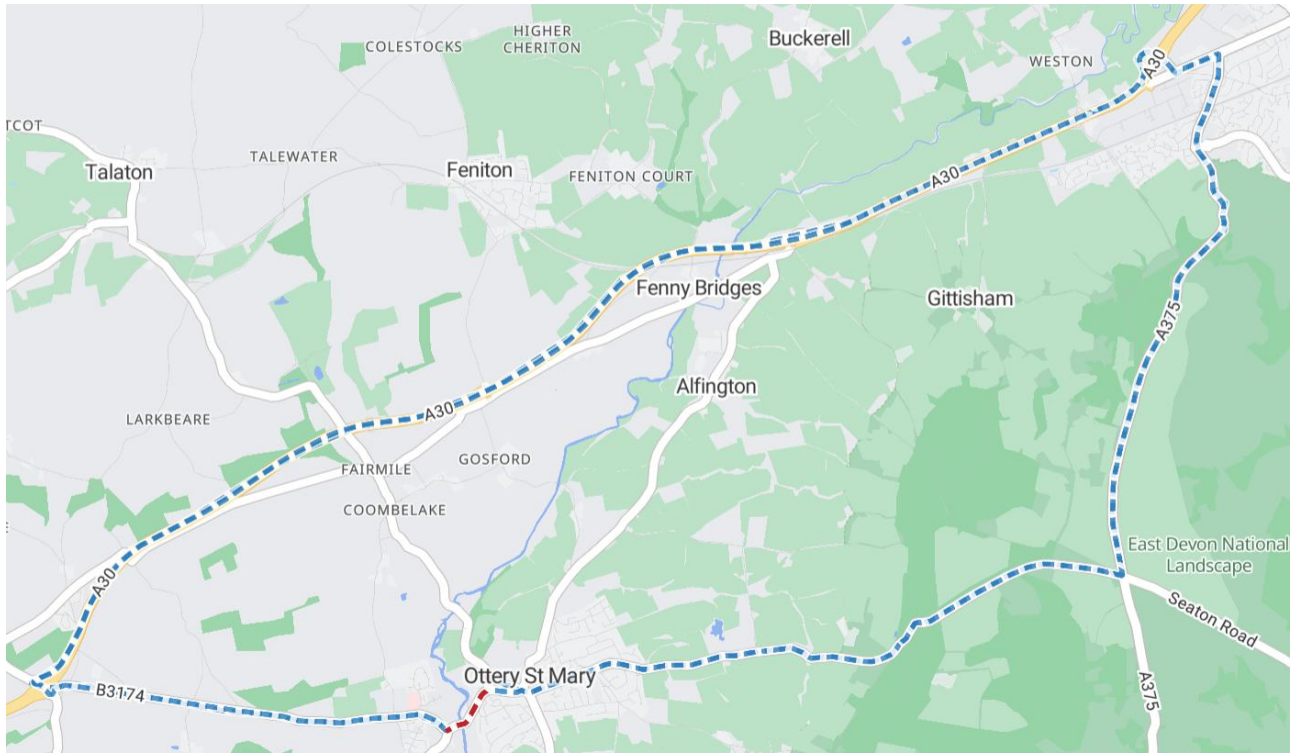 HIGHER
CHERITON
COLESTOCKS
Buckerell
WESTON
A30
TCOT
TALEWATER
Talaton
Feniton
FENITON COURT
A30
Fenny Bridges
Gittisham
A375
Alfington
A30
LARKBEARE
FAIRMILE
GOSFORD
COOMBELAKE
East Devon National
Landscape
A30
Seaton Road
Ottery St Mary
B3174
A375